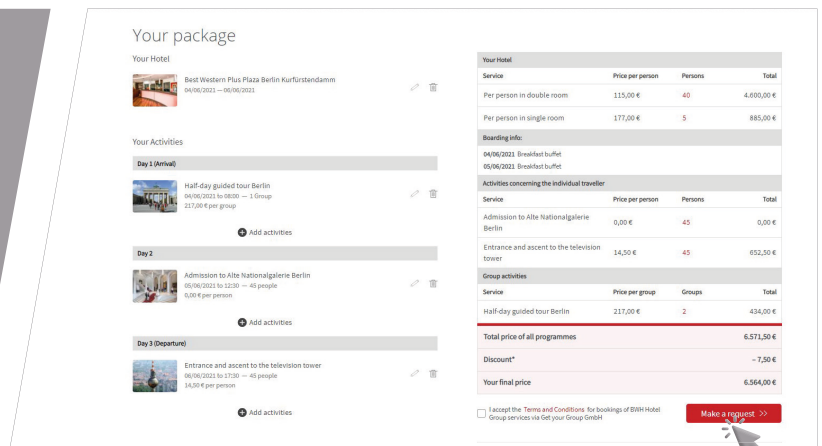 Your package
Your Hotel
Best Western Plus Plaza Berlin Kurfürstendamm
04/06/2021 — 06/06/2021
Your Activities
Day 1 (Arrival)
Half-day guided tour Berlin
04/06/2021 to 08:00 — 1 Group
217,00 € per group
Add activities
Day 2
Admission to Alte Nationalgalerie Berlin
05/06/2021 to 12:30 — 45 people
0,00 € per person
Add activities
Day 3 (Departure)
Entrance and ascent to the television tower
06/06/2021 to 17:30 — 45 people
14,50 € per person
Add activities
Your Hotel
Service Price per person Persons Total
Per person in double room 115,00 € 40 4.600,00 €
Per person in single room 177,00 € 5 885,00 €
Boarding info:
04/06/2021 Breakfast buffet
05/06/2021 Breakfast buffet
Activities concerning the individual traveller
Service Price per person Persons Total
Admission to Alte Nationalgalerie
Berlin 0,00 € 45 0,00 €
Entrance and ascent to the television
tower 14,50 € 45 652,50 €
Group activities
Service Price per group Groups Total
Half-day guided tour Berlin 217,00 € 2 434,00 €
Total price of all programmes 6.571,50 €
Discount* – 7,50 €
Your final price 6.564,00 €
I accept the Terms and Conditions for bookings of BWH Hotel
Group services via Get your Group GmbH
Make a request >>